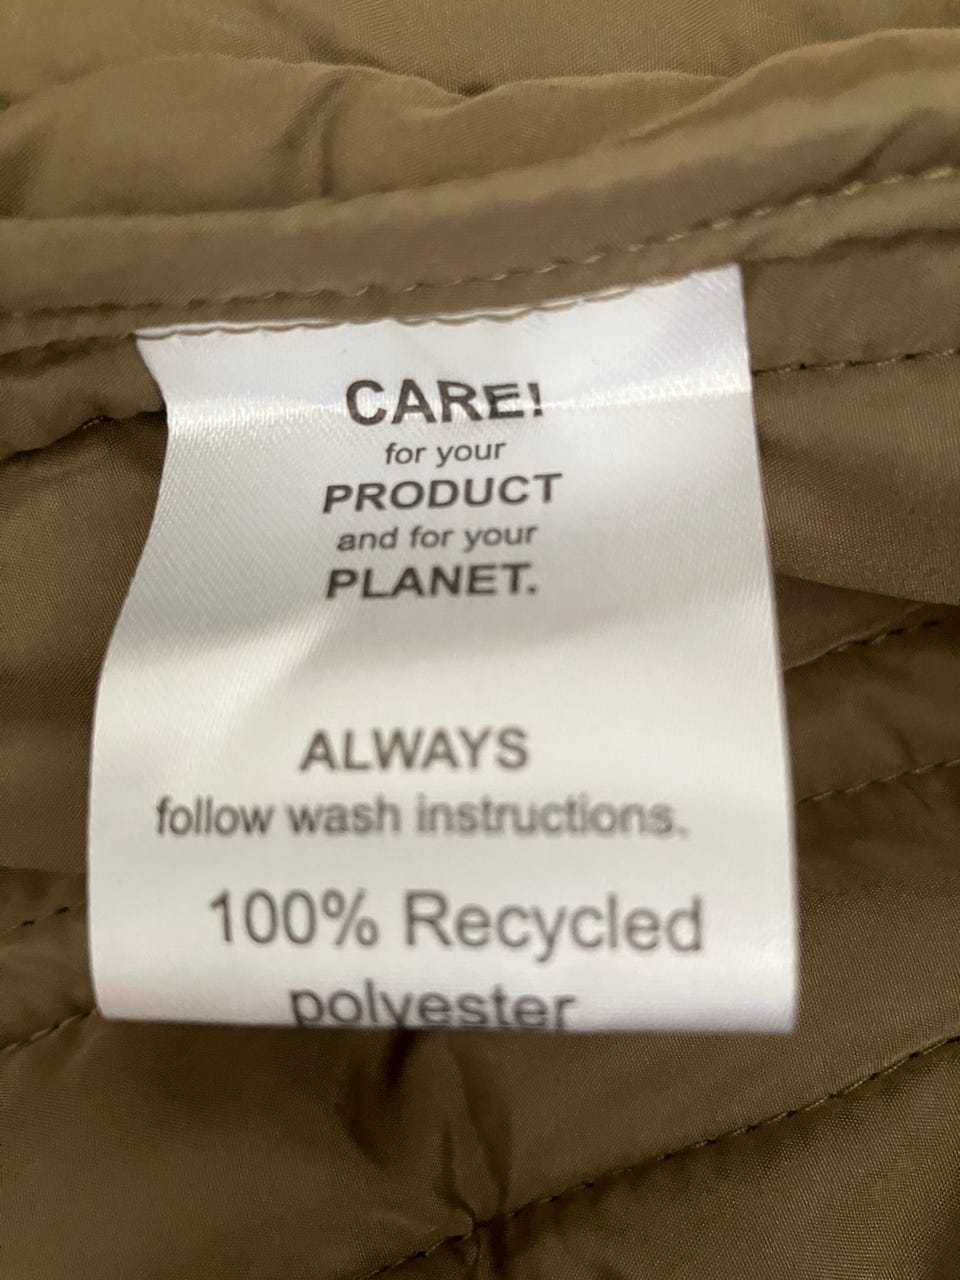 CARE!
for your
PRODUCT
and for your
PLANET.
ALWAYS
follow wash instructions.
100% Recycled
polyester